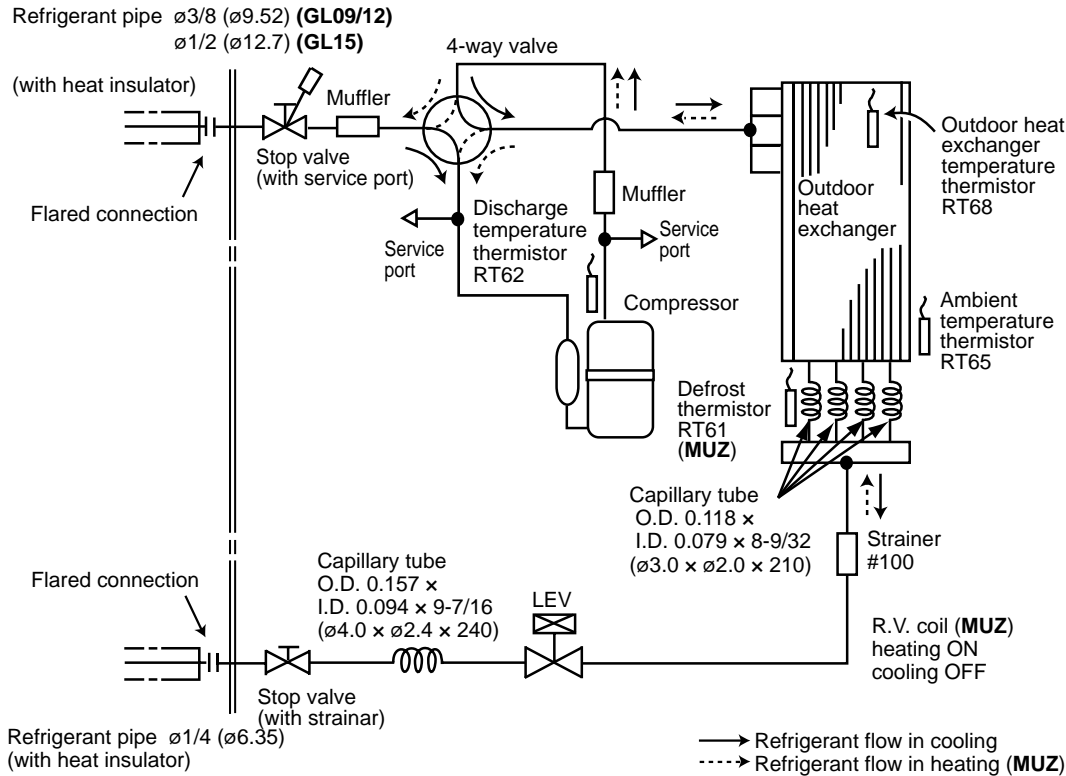 Refrigerant pipe ø3/8 (ø9.52) (GL09/12)
ø1/2 (ø12.7) (GL15)
(with heat insulator)
4-way valve
Muffler
Stop valve
(with service port)
Flared connection
Service
port
Discharge
temperature
thermistor
RT62
Muffler
Service
port
Compressor
Outdoor
heat
exchanger
Outdoor heat
exchanger
temperature
thermistor
RT68
Ambient
temperature
thermistor
RT65
Defrost
thermistor
RT61
(MUZ)
Capillary tube
O.D. 0.118 ×
I.D. 0.079 × 8-9/32
(ø3.0 × ø2.0 × 210)
Strainer
#100
Flared connection
Capillary tube
O.D. 0.157 ×
I.D. 0.094 × 9-7/16
(ø4.0 × ø2.4 × 240)
LEV
R.V. coil (MUZ)
heating ON
cooling OFF
Stop valve
(with strainar)
Refrigerant pipe ø1/4 (ø6.35)
(with heat insulator)
Refrigerant flow in cooling
Refrigerant flow in heating (MUZ)